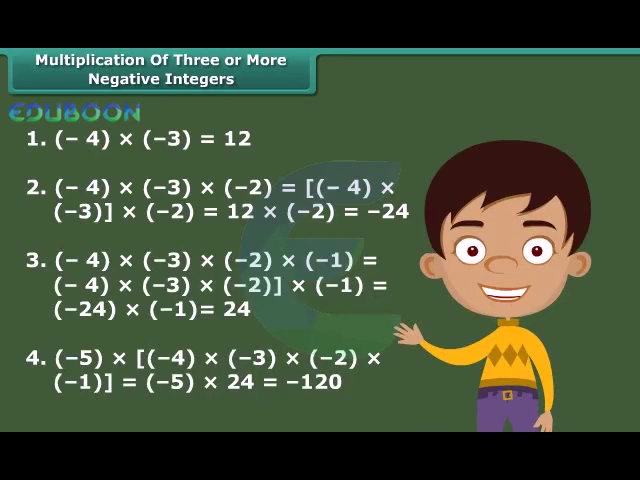 Multiplication Of Three or More
Negative Integers
EDUBOON
1. (– 4) × (–3) = 12
2. (– 4) × (–3) × (–2) = [(– 4) ×
(–3)] × (–2) = 12 × (–2) = –24
3. (– 4) × (–3) × (–2) × (–1) =
(– 4) × (–3) × (–2)] × (–1) =
(–24) × (–1)= 24
4. (–5) × [(–4) × (–3) × (–2) ×
(–1)] = (–5) × 24 = –120